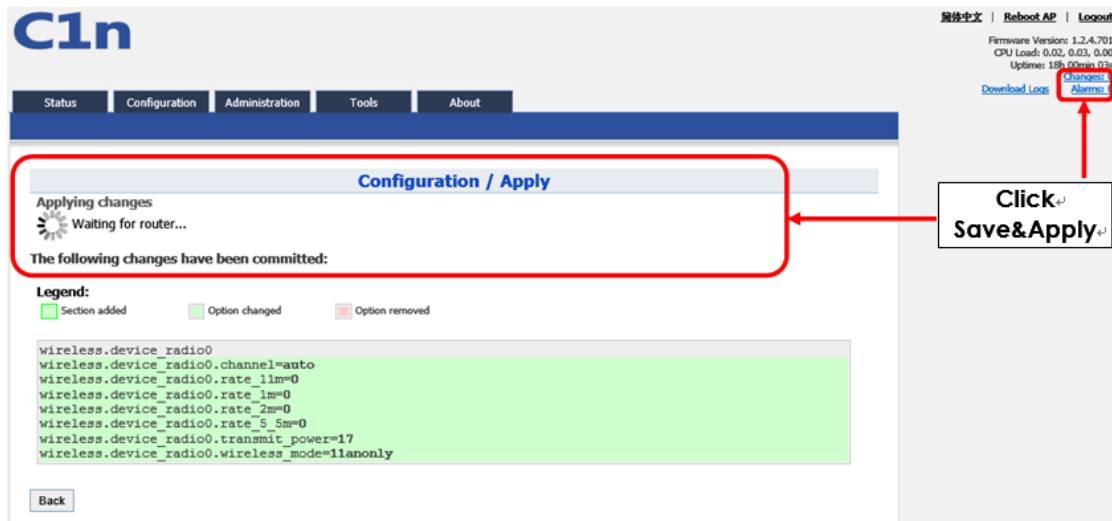 C1n
简体中文 | Reboot AP | Logout
Firmware Version: 1.2.4.701
CPU Load: 0.02, 0.03, 0.00
Uptime: 18h 00min 03s
Changes:
Download Logs Alarms:
Status Configuration Administration Tools About
Configuration / Apply
Applying changes
Waiting for router...
The following changes have been committed:
Click
Save&Apply
Legend:
Section added Option changed Option removed
wireless.device_radio0
wireless.device_radio0.channel=auto
wireless.device_radio0.rate_11m=0
wireless.device_radio0.rate_1m=0
wireless.device_radio0.rate_2m=0
wireless.device_radio0.rate_5_5m=0
wireless.device_radio0.transmit_power=17
wireless.device_radio0.wireless_mode=11anonly
Back